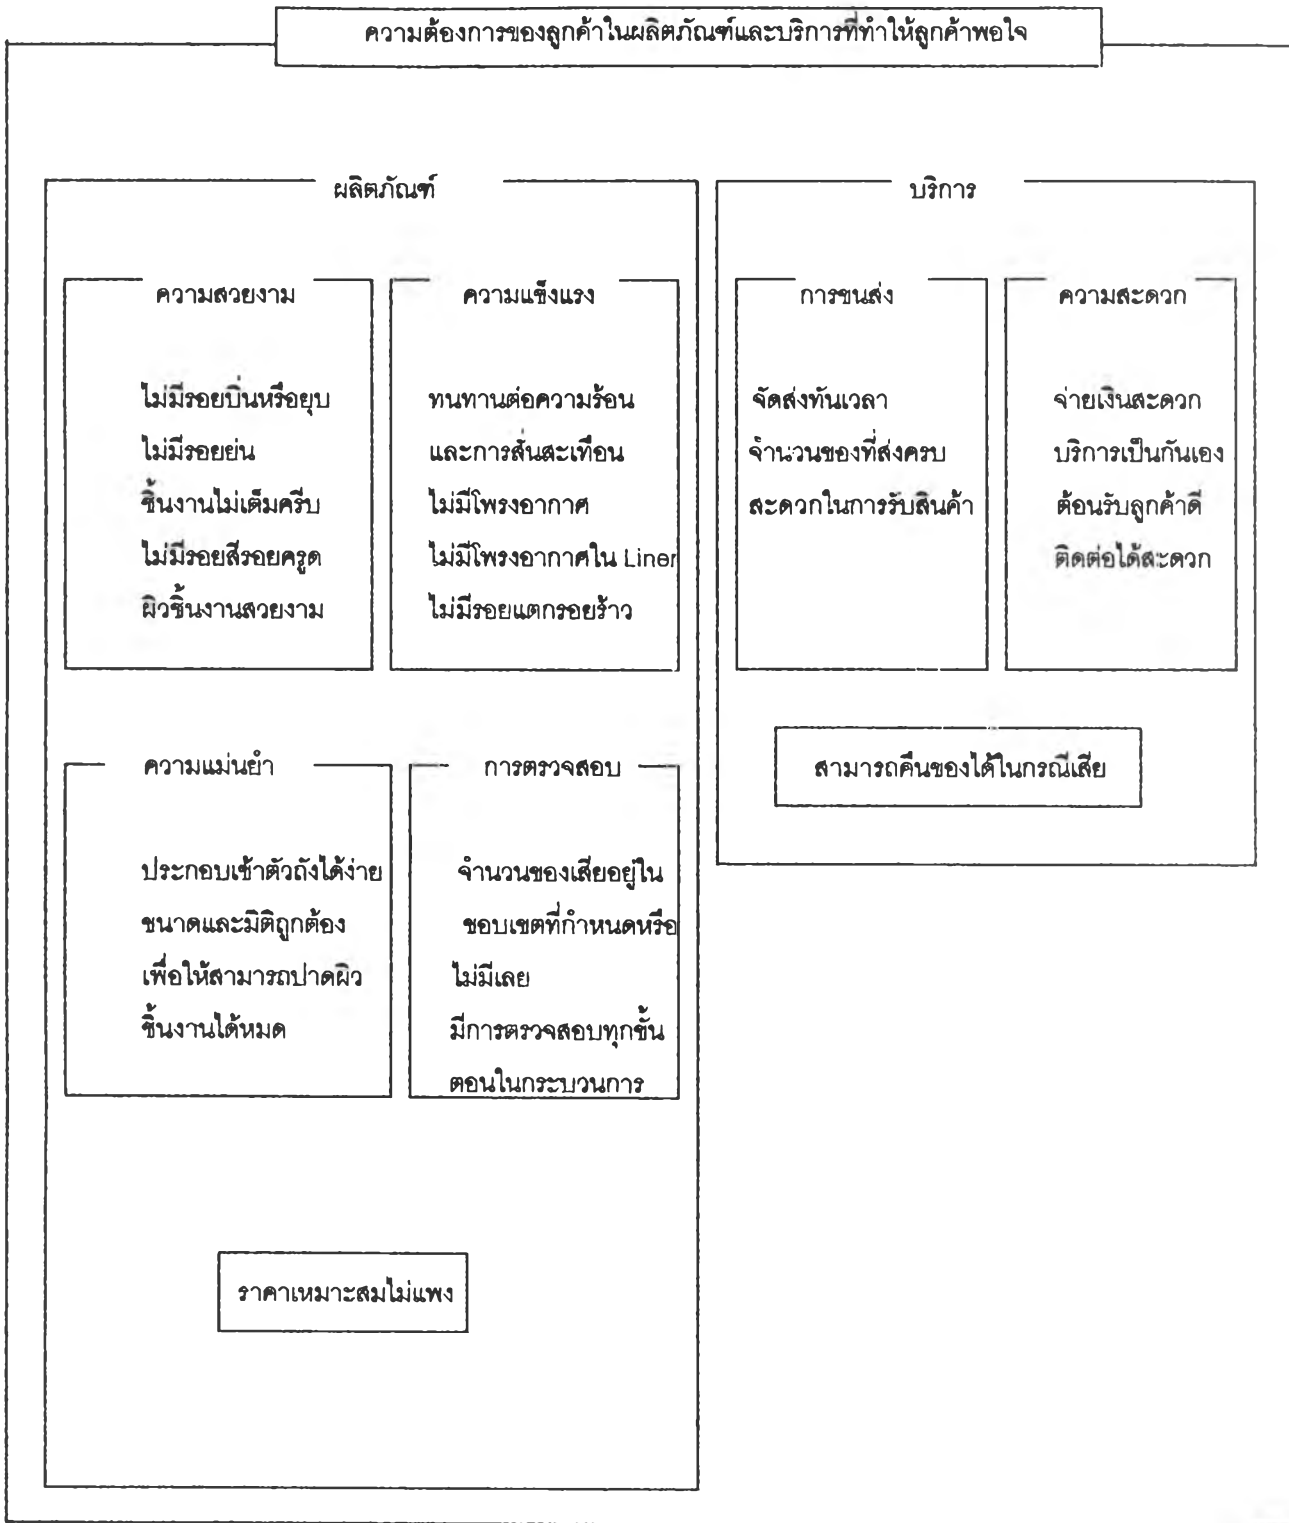 ความต้องการของลูกค้าในผลิตภัณฑ์และบริการที่ทำให้ลูกค้าพอใจ
ผลิตภัณฑ์
ความสวยงาม
ไม่มีรอยบิ่นหรือยุบ
ไม่มีรอยย่น
ชิ้นงานไม่เต็มครีบ
ไม่มีรอยสีรอยครูด
ผิวชิ้นงานสวยงาม
ความแข็งแรง
ทนทานต่อความร้อน
และการสั่นสะเทือน
ไม่มีโพรงอากาศ
ไม่มีโพรงอากาศใน Liner
ไม่มีรอยแตกรอยร้าว
ความแม่นยำ
ประกอบเข้าตัวถังได้ง่าย
ขนาดและมิติถูกต้อง
เพื่อให้สามารถปาดผิว
ชิ้นงานได้หมด
การตรวจสอบ
จำนวนของเสียอยู่ใน
ขอบเขตที่กำหนดหรือ
ไม่มีเลย
มีการตรวจสอบทุกขั้น
ตอนในกระบวนการ
ราคาเหมาะสมไม่แพง
บริการ
การขนส่ง
จัดส่งทันเวลา
จำนวนของที่ส่งครบ
สะดวกในการรับสินค้า
ความสะดวก
จ่ายเงินสะดวก
บริการเป็นกันเอง
ต้อนรับลูกค้าดี
ติดต่อได้สะดวก
สามารถคืนของได้ในกรณีเสีย